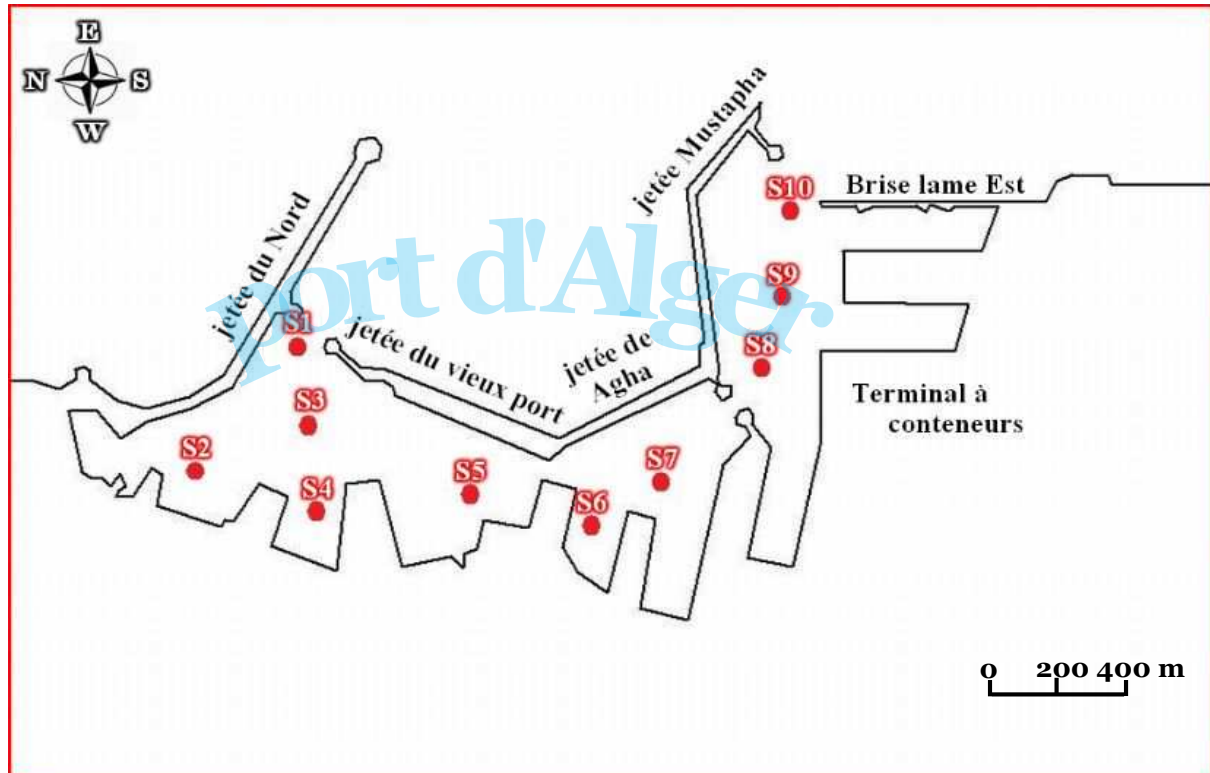 E
N S
W
jetée du Nord
port d'Alger
jetée Mustapha
S10
Brise lame Est
S9
S1
jetée du vieux port
jetée de
Agha
S8
Terminal à
conteneurs
S3
S2
S4
S5
S7
S6
0 200 400 m